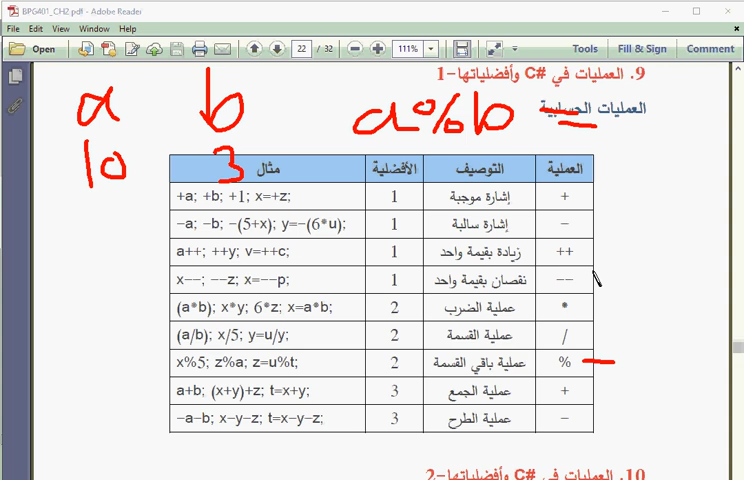 BPG401_CH2.pdf - Adobe Reader
File Edit View Window Help
Open 22 / 32 111% Tools Fill & Sign Comment
9. العمليات في C# وأفضلياتها-1
العمليات الحسابية
a b a%b =
10 3
العملية التوصيف الأفضلية مثال
+ إشارة موجبة 1 +a; +b; +1; x=+z;
− إشارة سالبة 1 −a; −b; −(5+x); y=−(6*u);
++ زيادة بقيمة واحد 1 a++; ++y; v=++c;
−− نقصان بقيمة واحد 1 x−−; −−z; x=−−p;
* عملية الضرب 2 (a*b); x*y; 6*z; x=a*b;
/ عملية القسمة 2 (a/b); x/5; y=u/y;
% عملية باقي القسمة 2 x%5; z%a; z=u%t;
+ عملية الجمع 3 a+b; (x+y)+z; t=x+y;
− عملية الطرح 3 −a−b; x−y−z; t=x−y−z;
10. العمليات في C# وأفضلياتها-2